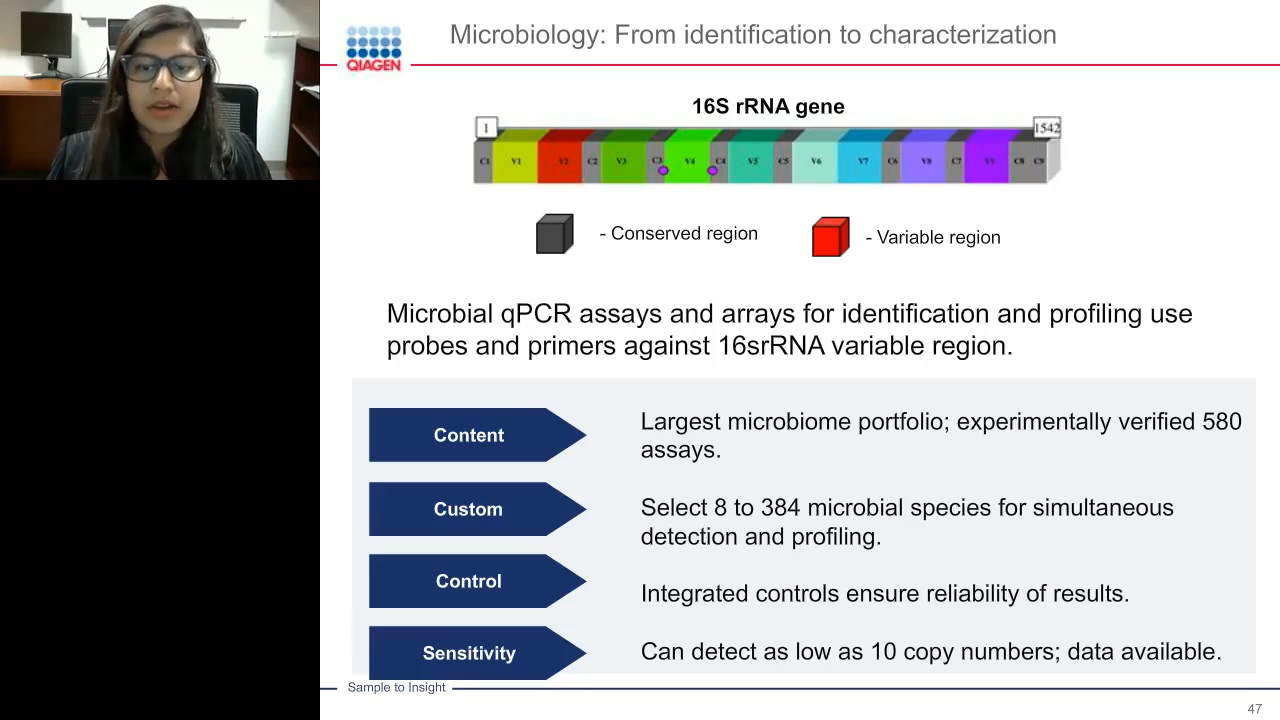 Microbiology: From identification to characterization
QIAGEN
16S rRNA gene
1
1542
C1 V1 V2 C2 V3 C3 V4 C4 V5 C5 V6 V7 C6 V8 C7 V9 C8 C9
- Conserved region
- Variable region
Microbial qPCR assays and arrays for identification and profiling use
probes and primers against 16srRNA variable region.
Content
Largest microbiome portfolio; experimentally verified 580
assays.
Custom
Select 8 to 384 microbial species for simultaneous
detection and profiling.
Control
Integrated controls ensure reliability of results.
Sensitivity
Can detect as low as 10 copy numbers; data available.
Sample to Insight
47